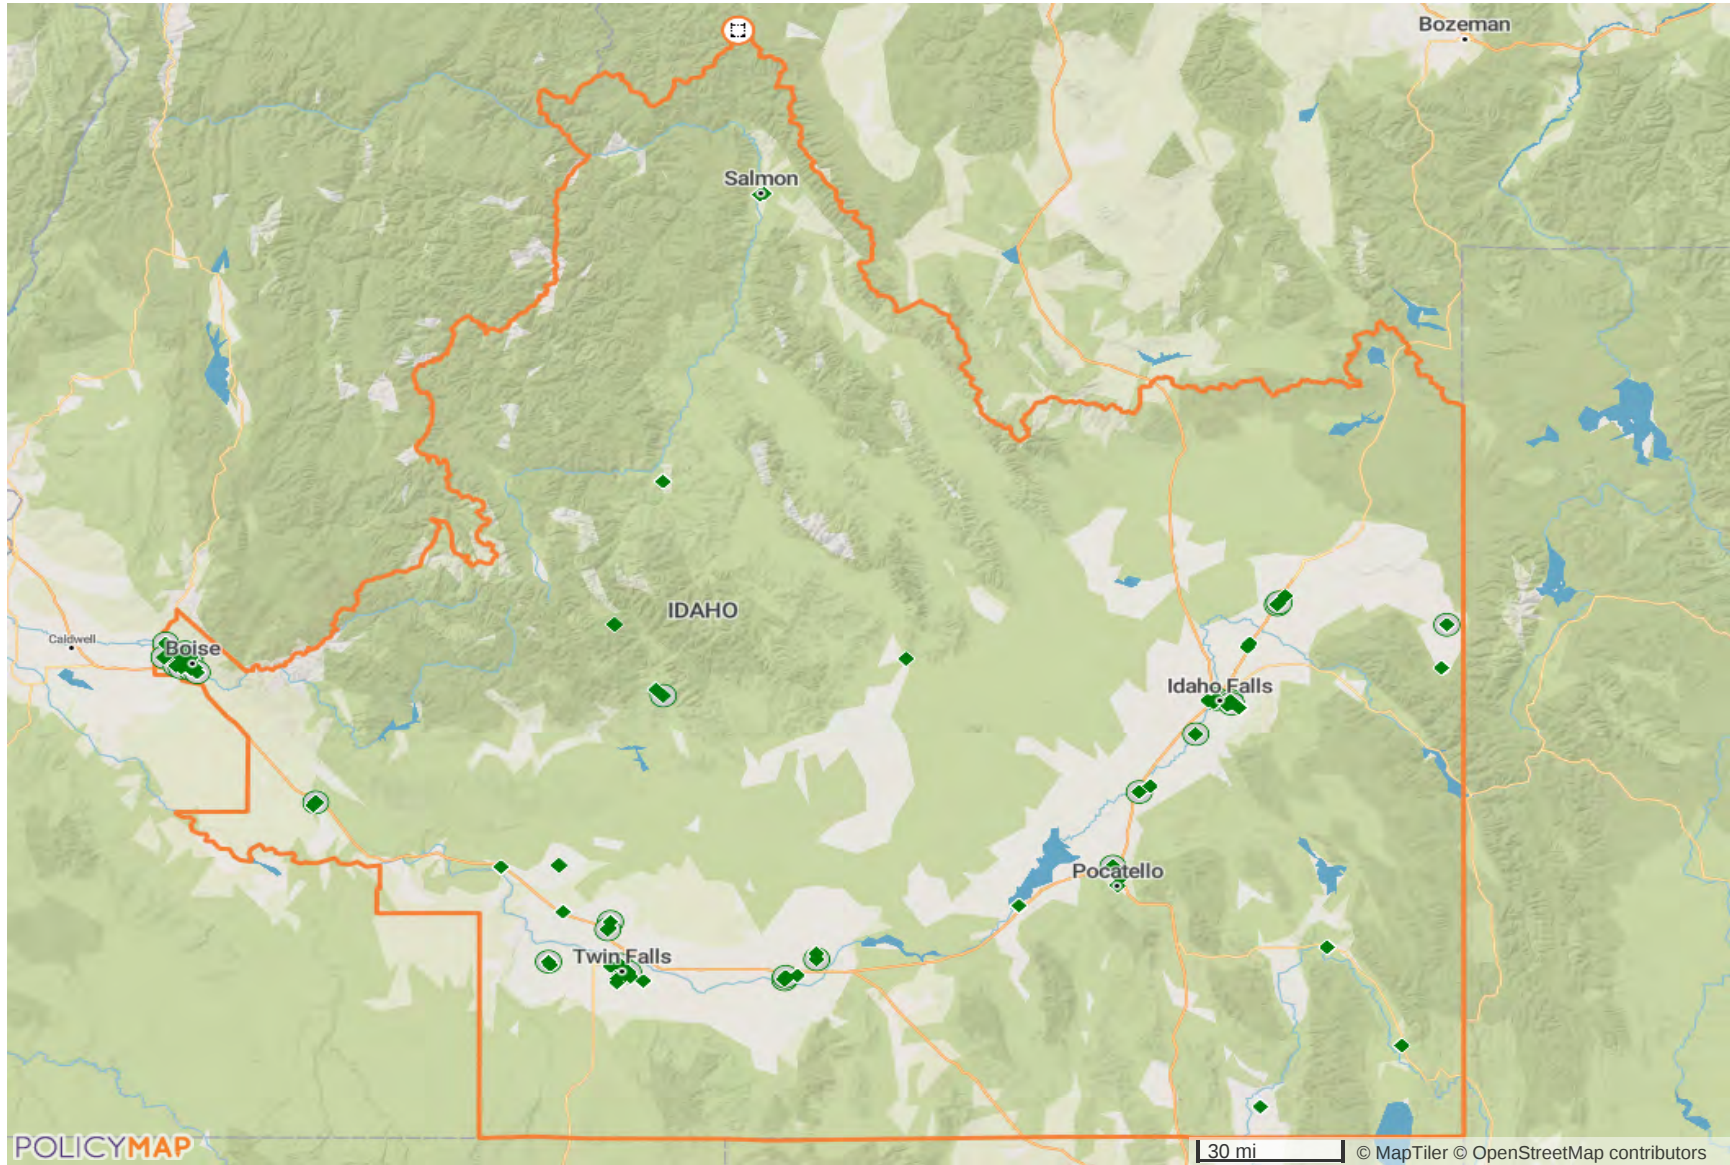 Bozeman
Salmon
IDAHO
Caldwell
Boise
Idaho Falls
Pocatello
Twin Falls
POLICYMAP
30 mi
© MapTiler © OpenStreetMap contributors